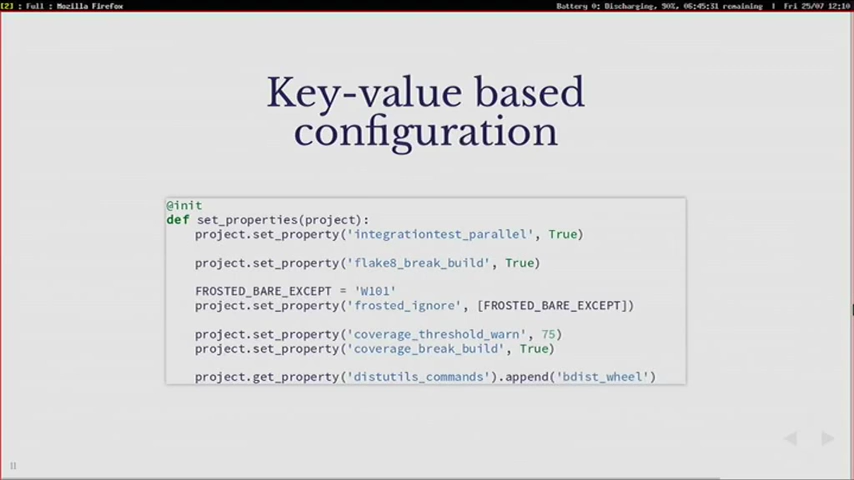 [2] : Full : Mozilla Firefox
Battery 0: Discharging, 90%, 06:45:31 remaining | Fri 25/07 12:10
Key-value based
configuration
@init
def set_properties(project):
project.set_property('integrationtest_parallel', True)
project.set_property('flake8_break_build', True)
FROSTED_BARE_EXCEPT = 'W101'
project.set_property('frosted_ignore', [FROSTED_BARE_EXCEPT])
project.set_property('coverage_threshold_warn', 75)
project.set_property('coverage_break_build', True)
project.get_property('distutils_commands').append('bdist_wheel')
11